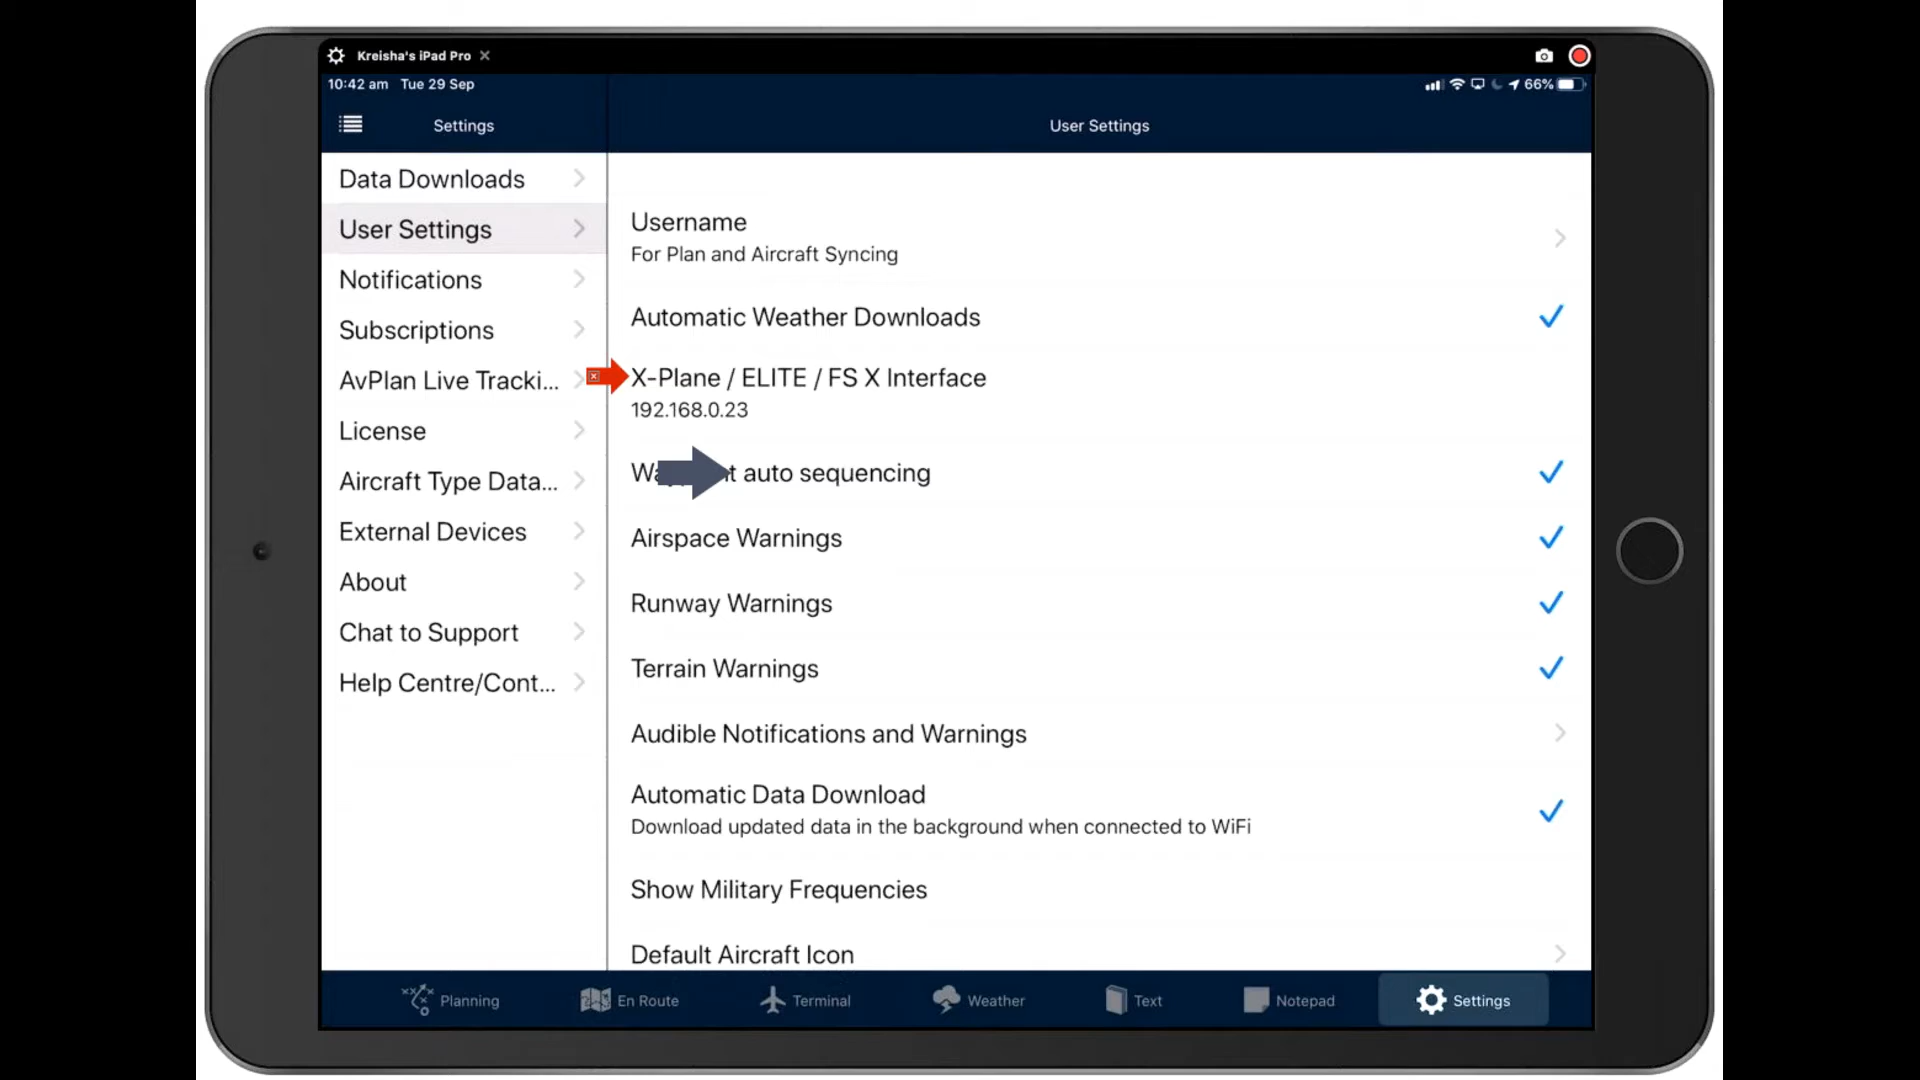 Kreisha's iPad Pro
10:42 am Tue 29 Sep
66%
Settings
User Settings
Data Downloads
User Settings
Notifications
Subscriptions
AvPlan Live Tracki...
License
Aircraft Type Data...
External Devices
About
Chat to Support
Help Centre/Cont...
Username
For Plan and Aircraft Syncing
Automatic Weather Downloads
X-Plane / ELITE / FS X Interface
192.168.0.23
auto sequencing
Airspace Warnings
Runway Warnings
Terrain Warnings
Audible Notifications and Warnings
Automatic Data Download
Download updated data in the background when connected to WiFi
Show Military Frequencies
Default Aircraft Icon
Planning
En Route
Terminal
Weather
Text
Notepad
Settings